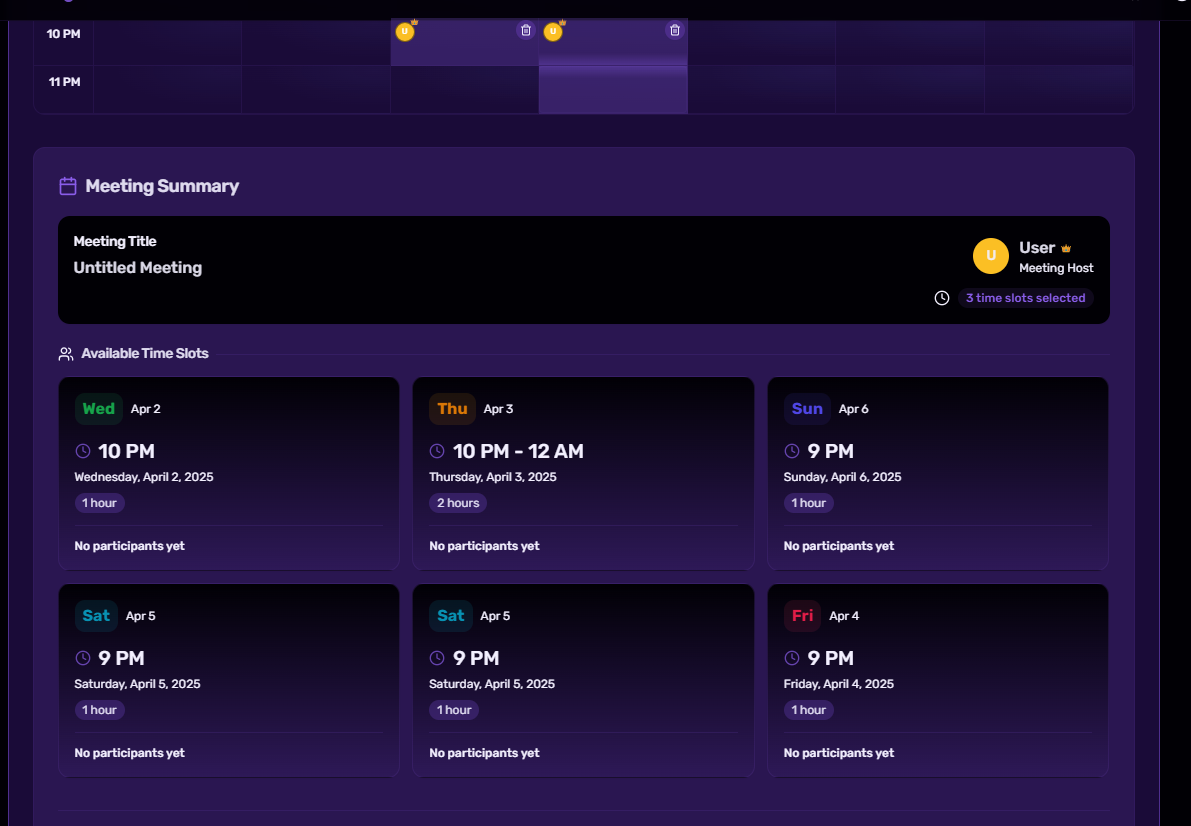 10 PM
U
U
11 PM
Meeting Summary
Meeting Title
Untitled Meeting
U
User
Meeting Host
3 time slots selected
Available Time Slots
Wed Apr 2
10 PM
Wednesday, April 2, 2025
1 hour
No participants yet
Thu Apr 3
10 PM - 12 AM
Thursday, April 3, 2025
2 hours
No participants yet
Sun Apr 6
9 PM
Sunday, April 6, 2025
1 hour
No participants yet
Sat Apr 5
9 PM
Saturday, April 5, 2025
1 hour
No participants yet
Sat Apr 5
9 PM
Saturday, April 5, 2025
1 hour
No participants yet
Fri Apr 4
9 PM
Friday, April 4, 2025
1 hour
No participants yet